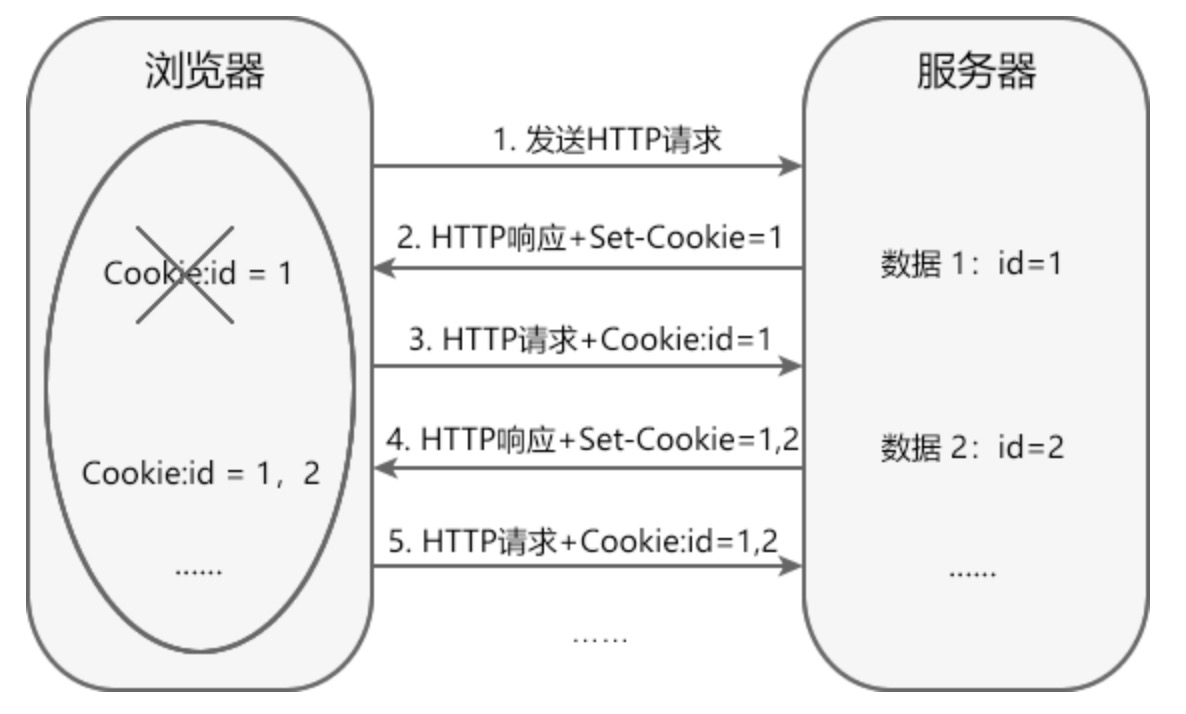 浏览器
服务器
1. 发送HTTP请求
2. HTTP响应+Set-Cookie=1
Cookie:id = 1
数据 1：id=1
3. HTTP请求+Cookie:id=1
4. HTTP响应+Set-Cookie=1,2
数据 2：id=2
Cookie:id = 1，2
5. HTTP请求+Cookie:id=1,2
......
......
......